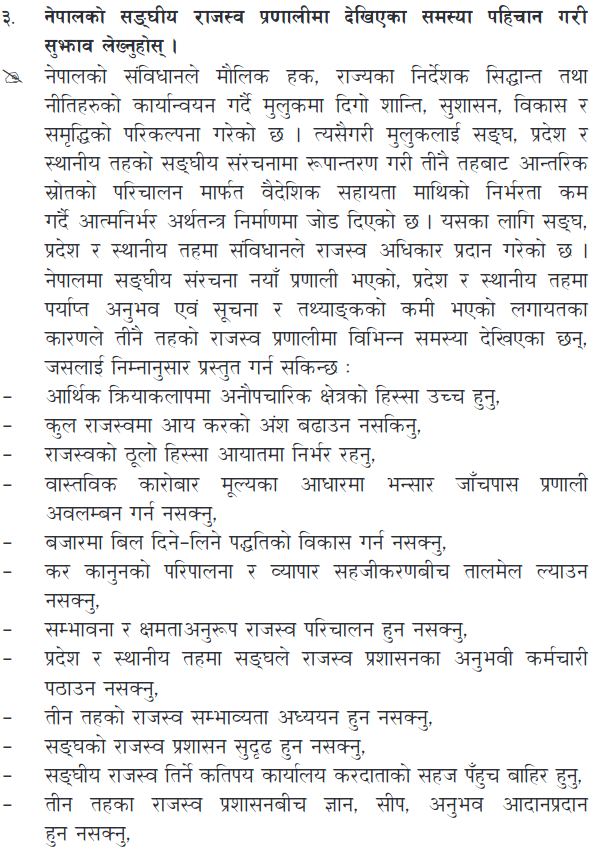 ३. नेपालको सङ्घीय राजस्व प्रणालीमा देखिएका समस्या पहिचान गरी
सुझाव लेख्नुहोस् ।
नेपालको संविधानले मौलिक हक, राज्यका निर्देशक सिद्धान्त तथा
नीतिहरुको कार्यान्वयन गर्दै मुलुकमा दिगो शान्ति, सुशासन, विकास र
समृद्धिको परिकल्पना गरेको छ । त्यसैगरी मुलुकलाई सङ्घ, प्रदेश र
स्थानीय तहको सङ्घीय संरचनामा रूपान्तरण गरी तीनै तहबाट आन्तरिक
स्रोतको परिचालन मार्फत वैदेशिक सहायता माथिको निर्भरता कम
गर्दै आत्मनिर्भर अर्थतन्त्र निर्माणमा जोड दिएको छ । यसका लागि सङ्घ,
प्रदेश र स्थानीय तहमा संविधानले राजस्व अधिकार प्रदान गरेको छ ।
नेपालमा सङ्घीय संरचना नयाँ प्रणाली भएको, प्रदेश र स्थानीय तहमा
पर्याप्त अनुभव एवं सूचना र तथ्याङ्कको कमी भएको लगायतका
कारणले तीनै तहको राजस्व प्रणालीमा विभिन्न समस्या देखिएका छन्,
जसलाई निम्नानुसार प्रस्तुत गर्न सकिन्छ :
– आर्थिक क्रियाकलापमा अनौपचारिक क्षेत्रको हिस्सा उच्च हुनु,
– कुल राजस्वमा आय करको अंश बढाउन नसकिनु,
– राजस्वको ठूलो हिस्सा आयातमा निर्भर रहनु,
– वास्तविक कारोबार मूल्यका आधारमा भन्सार जाँचपास प्रणाली
अवलम्बन गर्न नसक्नु,
– बजारमा बिल दिने-लिने पद्धतिको विकास गर्न नसक्नु,
– कर कानुनको परिपालना र व्यापार सहजीकरणबीच तालमेल ल्याउन
नसक्नु,
– सम्भावना र क्षमताअनुरूप राजस्व परिचालन हुन नसक्नु,
– प्रदेश र स्थानीय तहमा सङ्घले राजस्व प्रशासनका अनुभवी कर्मचारी
पठाउन नसक्नु,
– तीन तहको राजस्व सम्भाव्यता अध्ययन हुन नसक्नु,
– सङ्घको राजस्व प्रशासन सुदृढ हुन नसक्नु,
– सङ्घीय राजस्व तिर्ने कतिपय कार्यालय करदाताको सहज पँहुच बाहिर हुनु,
– तीन तहका राजस्व प्रशासनबीच ज्ञान, सीप, अनुभव आदानप्रदान
हुन नसक्नु,